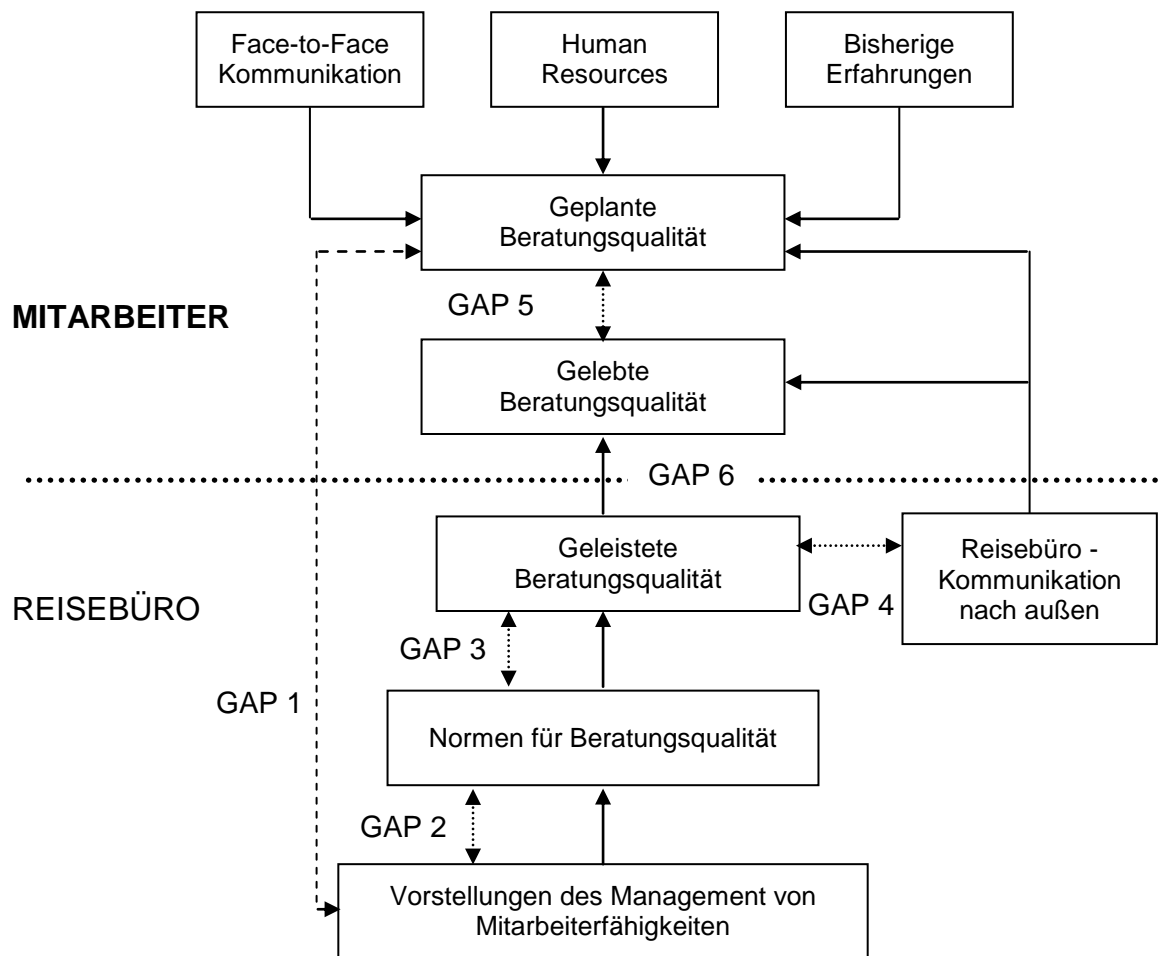 Face-to-Face
Kommunikation
Human
Resources
Bisherige
Erfahrungen
Geplante
Beratungsqualität
GAP 5
MITARBEITER
Gelebte
Beratungsqualität
GAP 6
Geleistete
Beratungsqualität
Reisebüro -
Kommunikation
nach außen
REISEBÜRO
GAP 4
GAP 3
GAP 1
Normen für Beratungsqualität
GAP 2
Vorstellungen des Management von
Mitarbeiterfähigkeiten